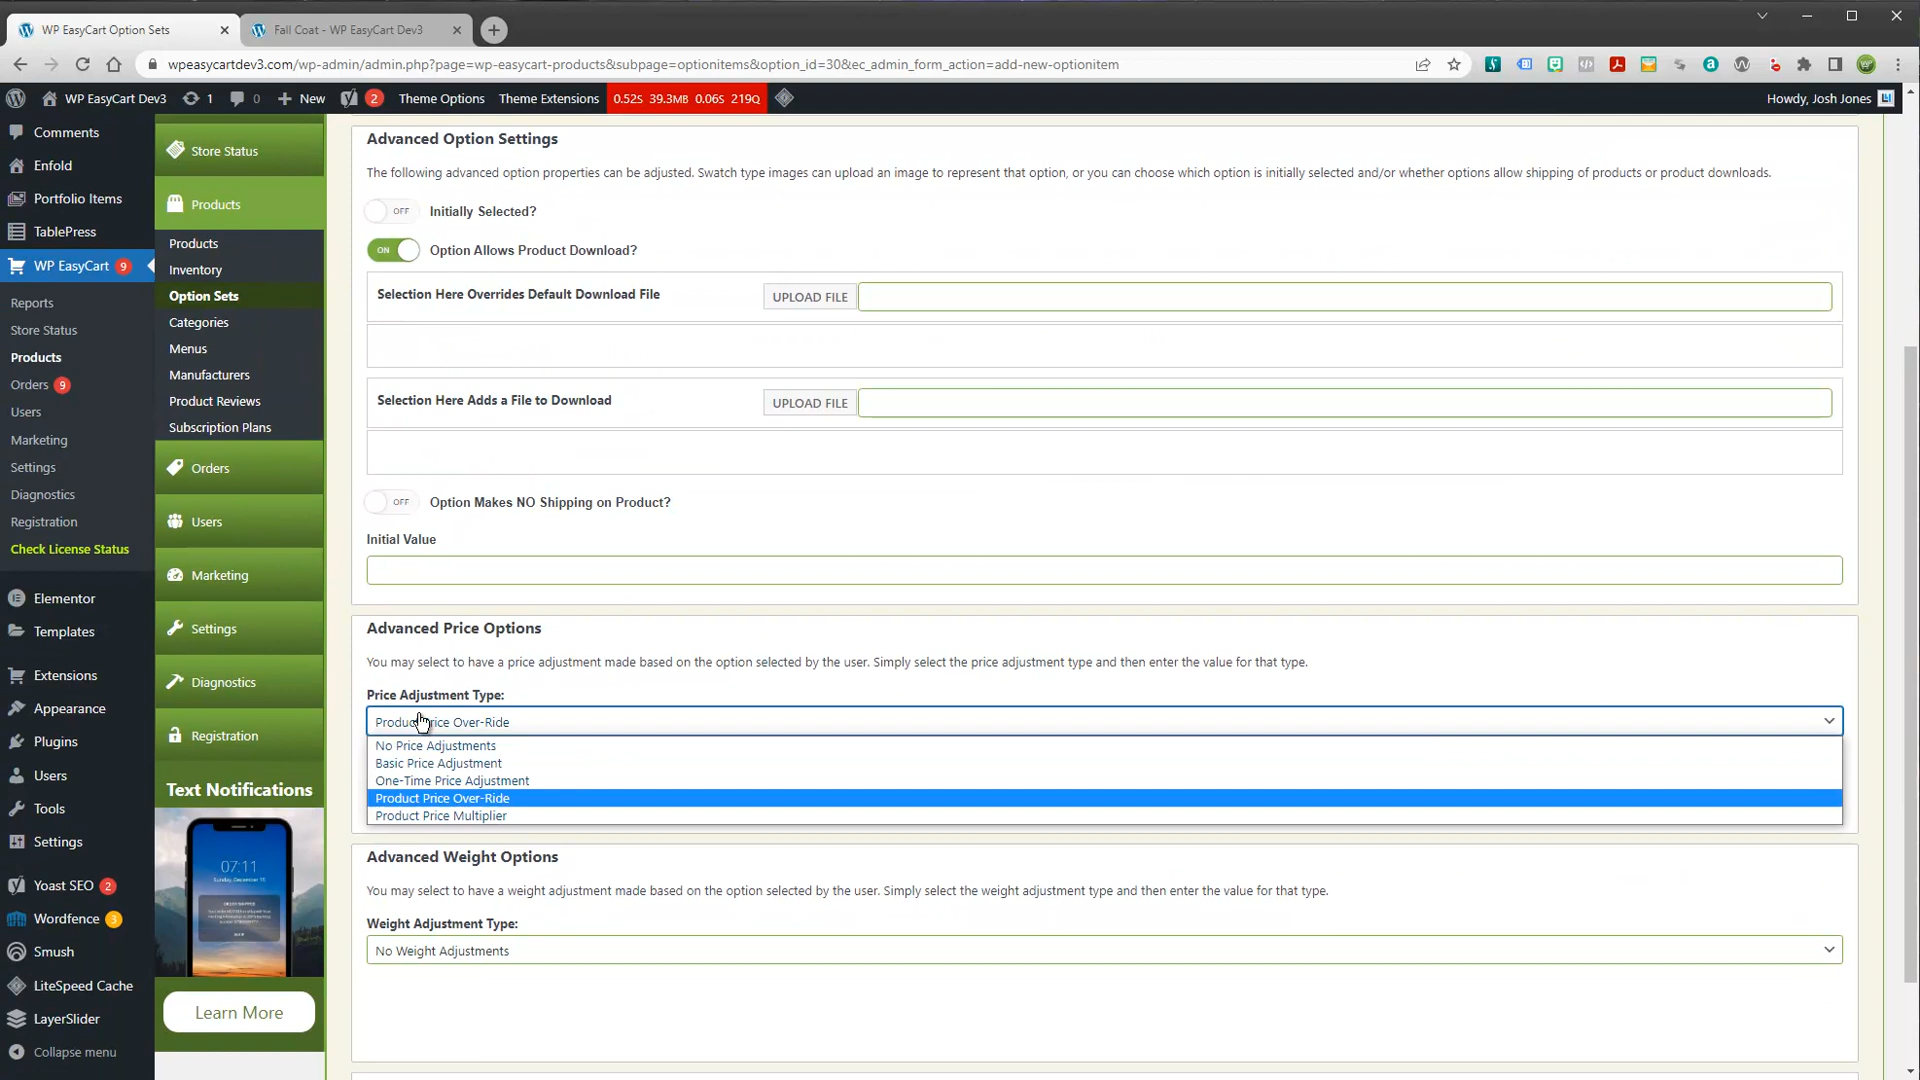 WP EasyCart Option Sets
Fall Coat - WP EasyCart Dev3
wpeasycartdev3.com/wp-admin/admin.php?page=wp-easycart-products&subpage=optionitems&option_id=30&ec_admin_form_action=add-new-optionitem
WP EasyCart Dev3
1
0
New
2
Theme Options
Theme Extensions
0.52S 39.3MB 0.06S 219Q
Howdy, Josh Jones
Comments
Enfold
Portfolio Items
TablePress
WP EasyCart 9
Reports
Store Status
Products
Orders 9
Users
Marketing
Settings
Diagnostics
Registration
Check License Status
Elementor
Templates
Extensions
Appearance
Plugins
Users
Tools
Settings
Yoast SEO 2
Wordfence 3
Smush
LiteSpeed Cache
LayerSlider
Collapse menu
Store Status
Products
Products
Inventory
Option Sets
Categories
Menus
Manufacturers
Product Reviews
Subscription Plans
Orders
Users
Marketing
Settings
Diagnostics
Registration
Text Notifications
07:11
Learn More
Advanced Option Settings
The following advanced option properties can be adjusted. Swatch type images can upload an image to represent that option, or you can choose which option is initially selected and/or whether options allow shipping of products or product downloads.
OFF Initially Selected?
ON Option Allows Product Download?
Selection Here Overrides Default Download File UPLOAD FILE
Selection Here Adds a File to Download UPLOAD FILE
OFF Option Makes NO Shipping on Product?
Initial Value
Advanced Price Options
You may select to have a price adjustment made based on the option selected by the user. Simply select the price adjustment type and then enter the value for that type.
Price Adjustment Type:
Product Price Over-Ride
No Price Adjustments
Basic Price Adjustment
One-Time Price Adjustment
Product Price Over-Ride
Product Price Multiplier
Advanced Weight Options
You may select to have a weight adjustment made based on the option selected by the user. Simply select the weight adjustment type and then enter the value for that type.
Weight Adjustment Type:
No Weight Adjustments